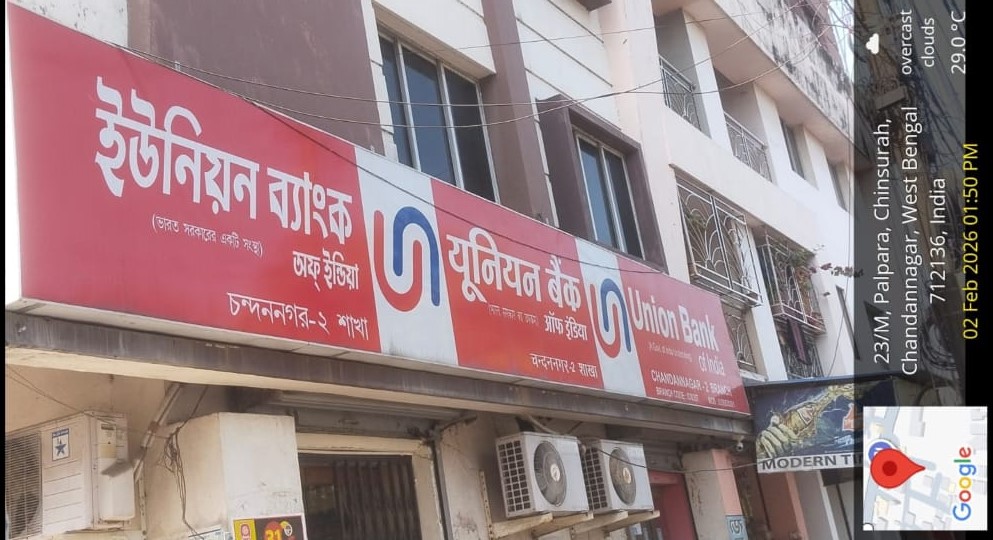 ইউনিয়ন ব্যাংক
(ভারত সরকারের একটি সংস্থা)
অফ্ ইন্ডিয়া
চন্দননগর-২ শাখা
यूनियन बैंक
ऑफ इंडिया
चन्दननगर-2 शाखा
Union Bank
of India
CHANDANNAGAR - 2 BRANCH
MODERN
23/M, Palpara, Chinsurah,
Chandannagar, West Bengal
712136, India
02 Feb 2026 01:50 PM
overcast
clouds
29.0 °C
Google